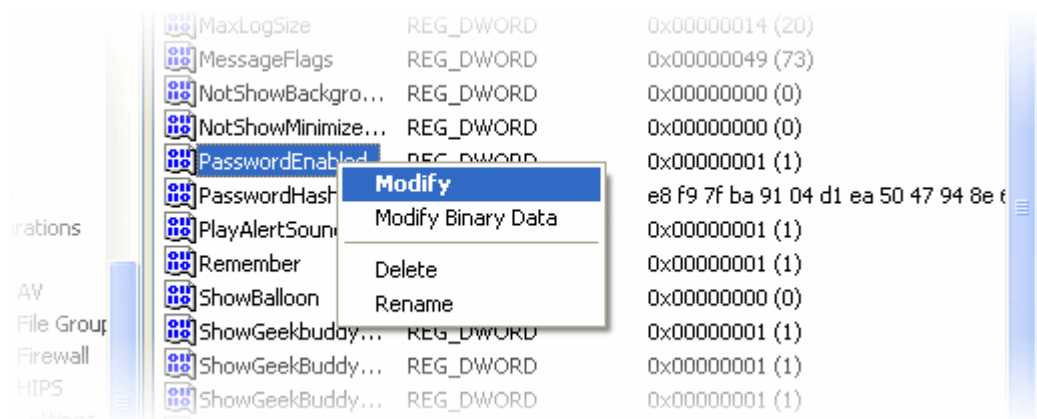 MaxLogSize REG_DWORD 0x00000014 (20)
MessageFlags REG_DWORD 0x00000049 (73)
NotShowBackgro... REG_DWORD 0x00000000 (0)
NotShowMinimize... REG_DWORD 0x00000000 (0)
PasswordEnabled REG_DWORD 0x00000001 (1)
PasswordHash e8 f9 7f ba 91 04 d1 ea 50 47 94 8e
PlayAlertSoun 0x00000001 (1)
Remember 0x00000001 (1)
ShowBalloon 0x00000000 (0)
ShowGeekbuddy... REG_DWORD 0x00000001 (1)
ShowGeekBuddy... REG_DWORD 0x00000001 (1)
ShowGeekBuddy... REG_DWORD 0x00000001 (1)
Modify
Modify Binary Data
Delete
Rename
rations
AV
File Group
Firewall
HIPS